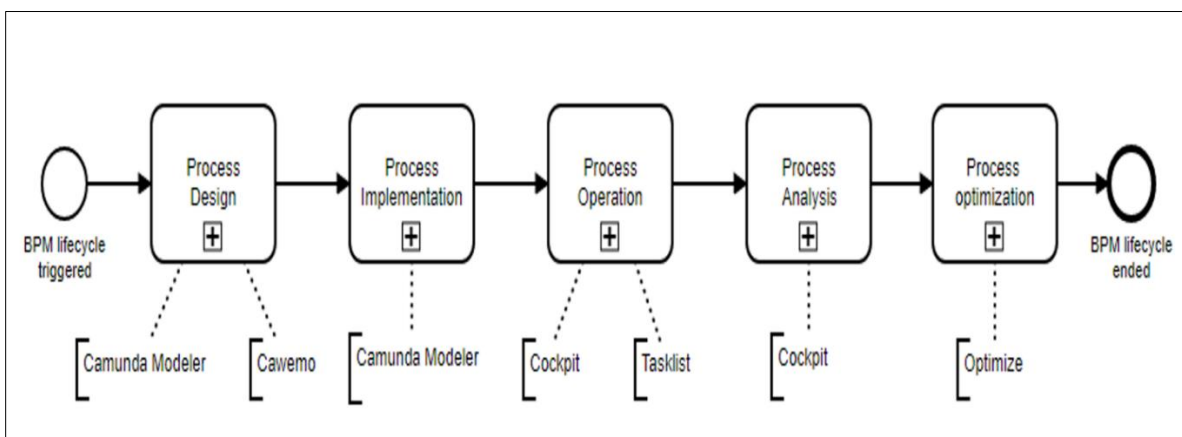 Process
Design
Process
Implementation
Process
Operation
Process
Analysis
Process
optimization
BPM lifecycle
triggered
BPM lifecycle
ended
Camunda Modeler
Cawemo
Camunda Modeler
Cockpit
Tasklist
Cockpit
Optimize